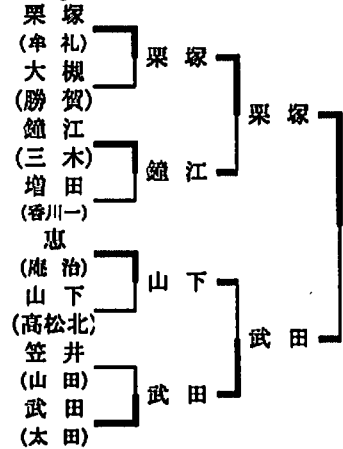 栗塚
(牟礼)
大槻
(勝賀)
鐘江
(三木)
増田
(香川一)
恵
(庵治)
山下
(高松北)
笠井
(山田)
武田
(太田)
栗塚
鐘江
山下
武田
栗塚
武田